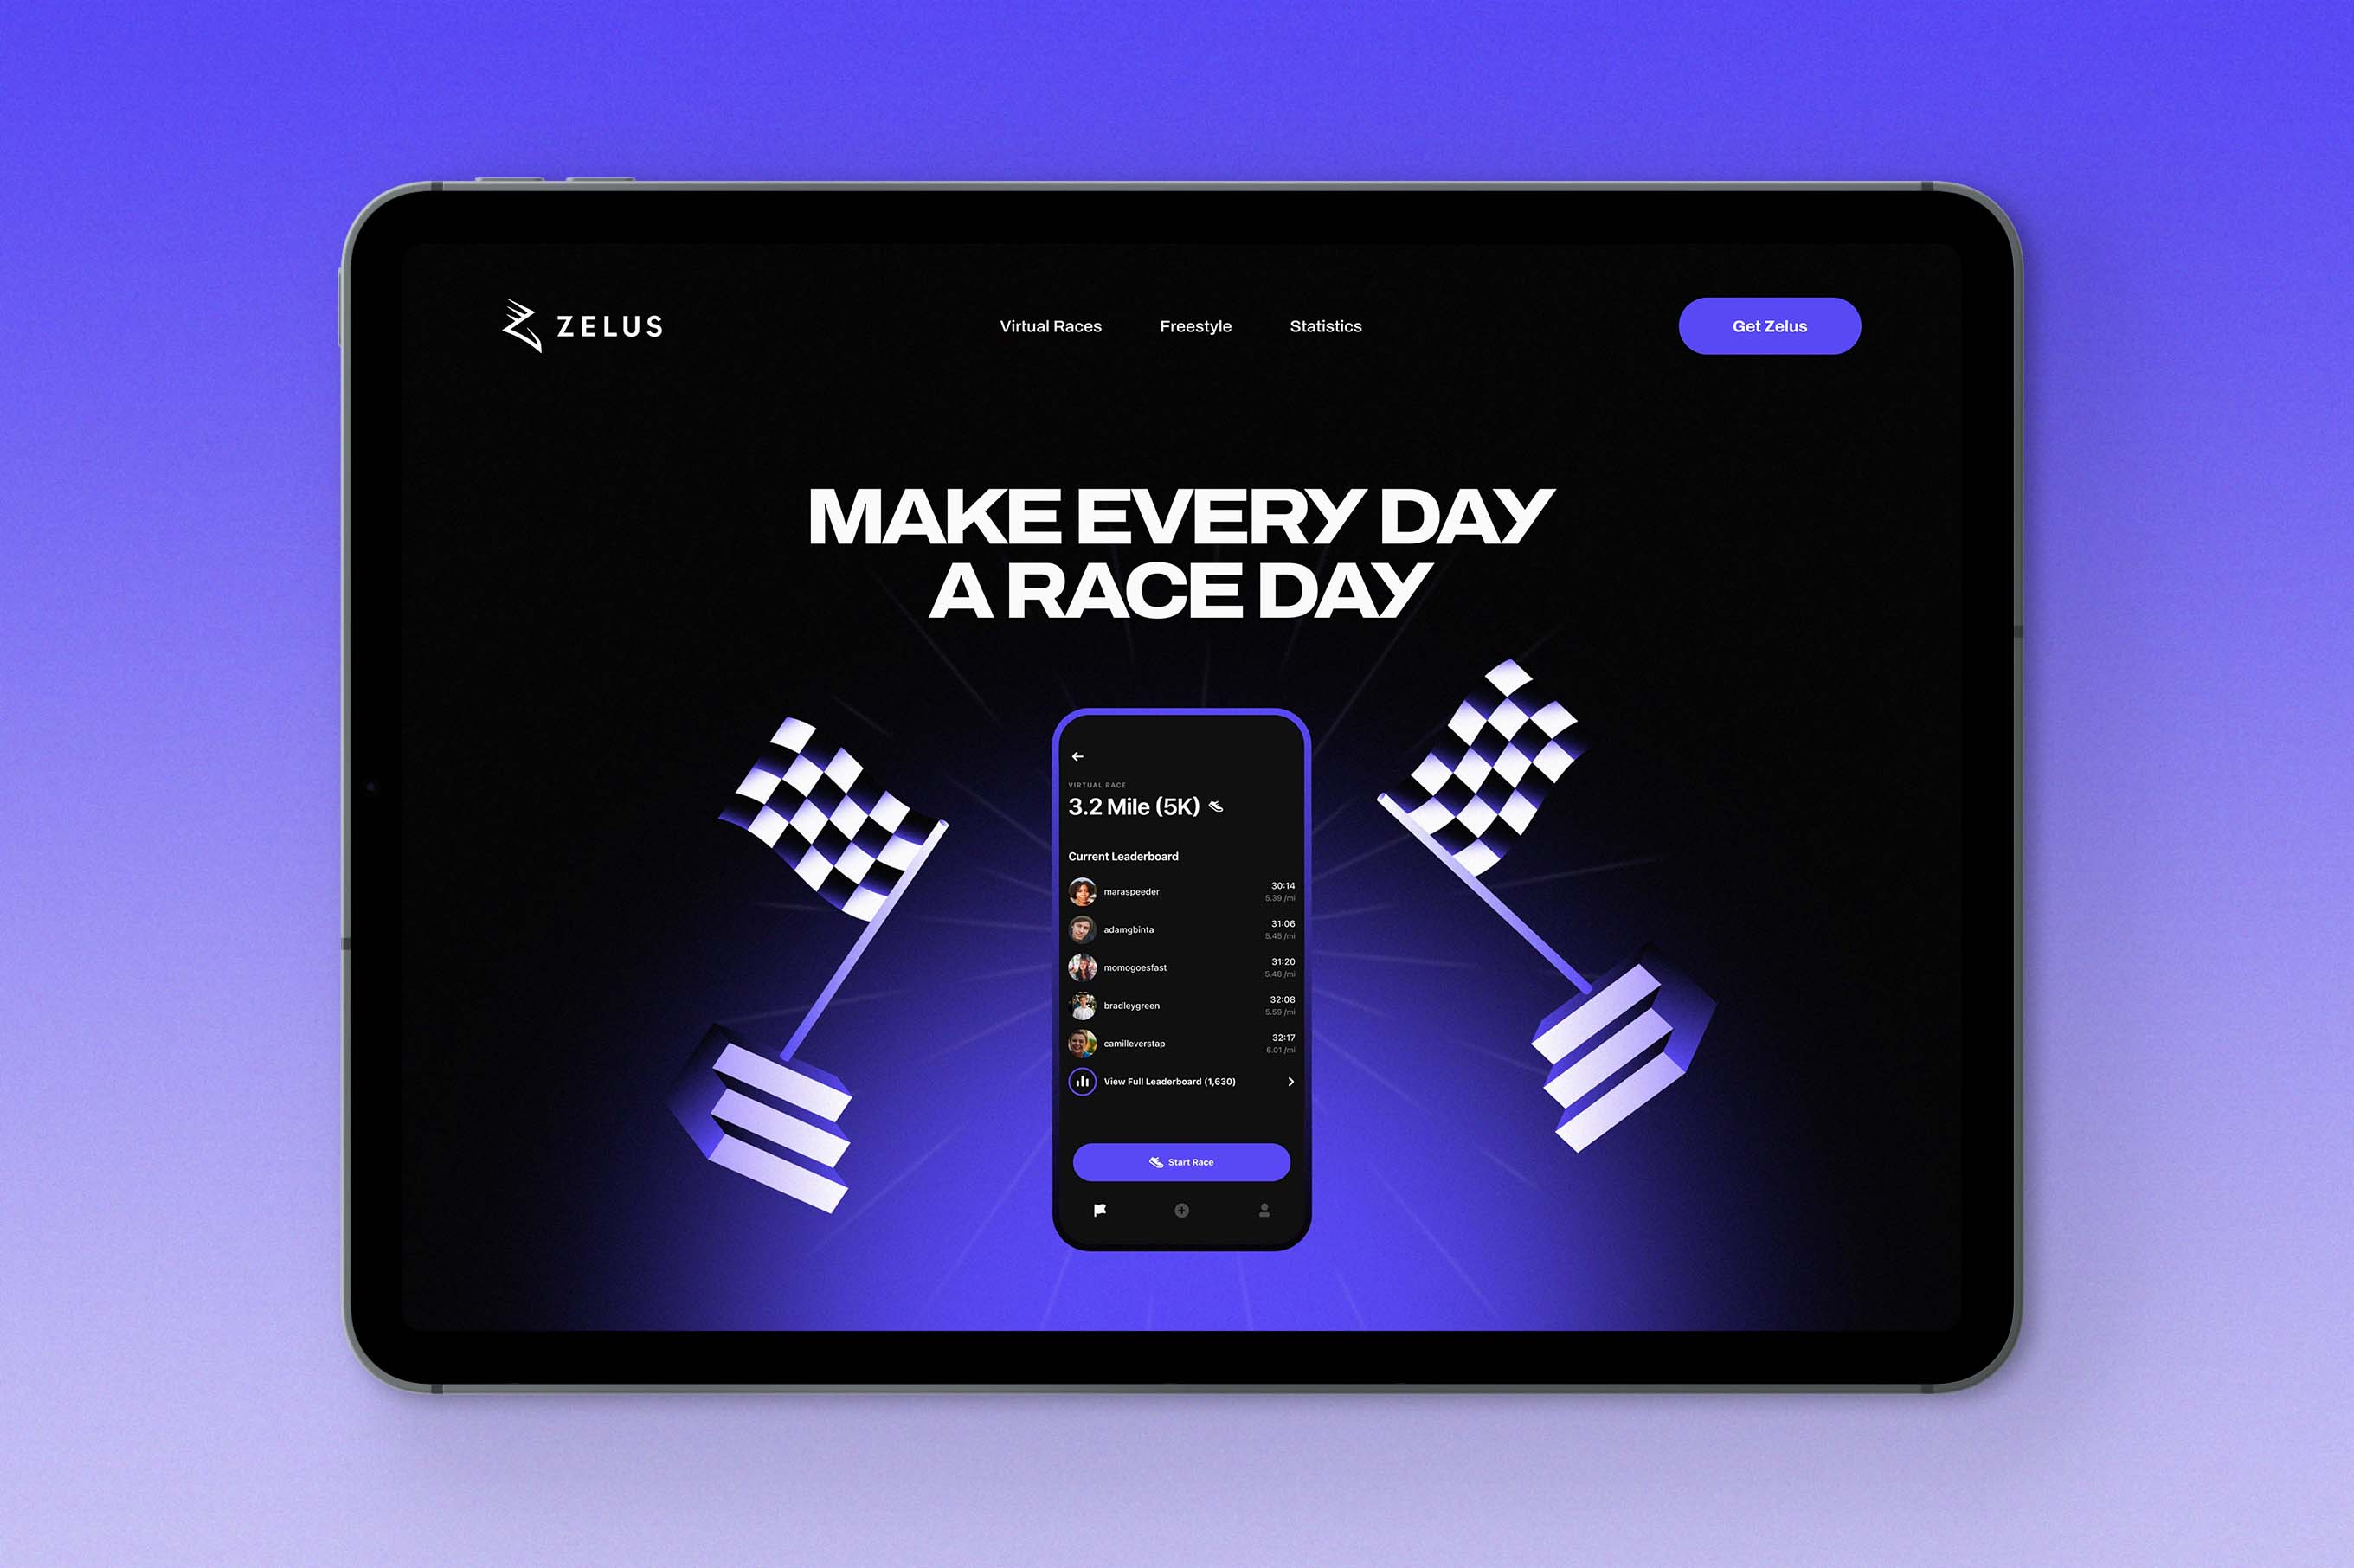 ZELUS
Virtual Races
Freestyle
Statistics
Get Zelus
MAKE EVERY DAY
A RACE DAY
VIRTUAL RACE
3.2 Mile (5K)
Current Leaderboard
maraspeeder 30:14
5.39 /mi
adamgbinta 31:06
5.45 /mi
momogoesfast 31:20
5.48 /mi
bradleygreen 32:08
5.59 /mi
camilleverstap 32:17
6.01 /mi
View Full Leaderboard (1,630)
Start Race